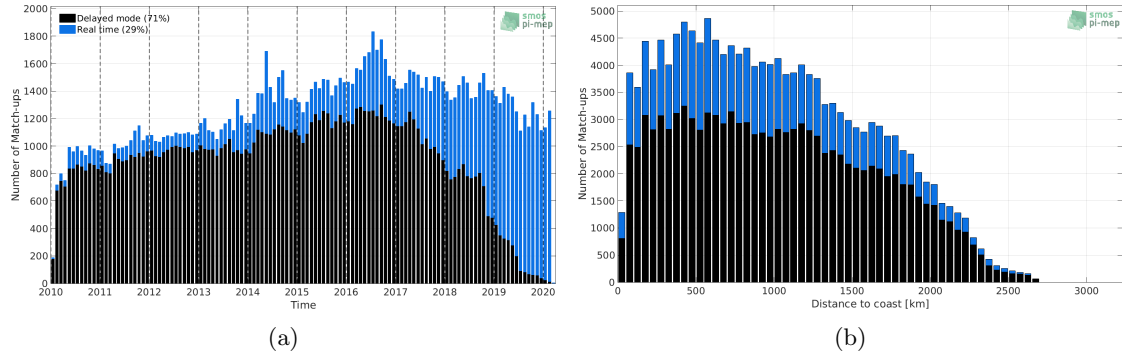 Delayed mode (71%)
Real time (29%)
smos
pi-mep
2000
1800
1600
1400
1200
1000
800
600
400
200
0
Number of Match-ups
2010 2011 2012 2013 2014 2015 2016 2017 2018 2019 2020
Time
(a)
smos
pi-mep
5000
4500
4000
3500
3000
2500
2000
1500
1000
500
0
Number of Match-ups
0 500 1000 1500 2000 2500 3000
Distance to coast [km]
(b)